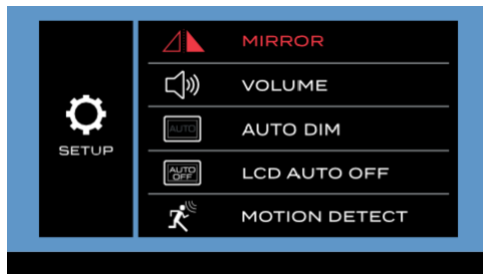 MIRROR
VOLUME
AUTO
AUTO DIM
SETUP
AUTO
OFF
LCD AUTO OFF
MOTION DETECT